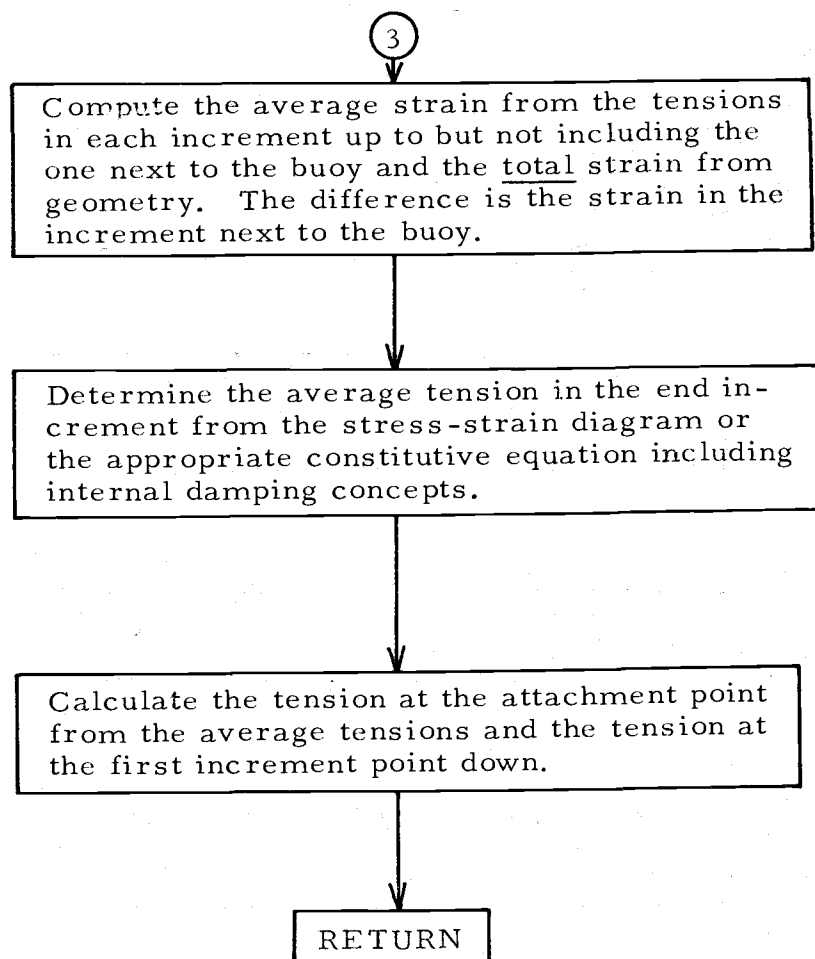 3
Compute the average strain from the tensions
in each increment up to but not including the
one next to the buoy and the total strain from
geometry. The difference is the strain in the
increment next to the buoy.
Determine the average tension in the end in-
crement from the stress-strain diagram or
the appropriate constitutive equation including
internal damping concepts.
Calculate the tension at the attachment point
from the average tensions and the tension at
the first increment point down.
RETURN